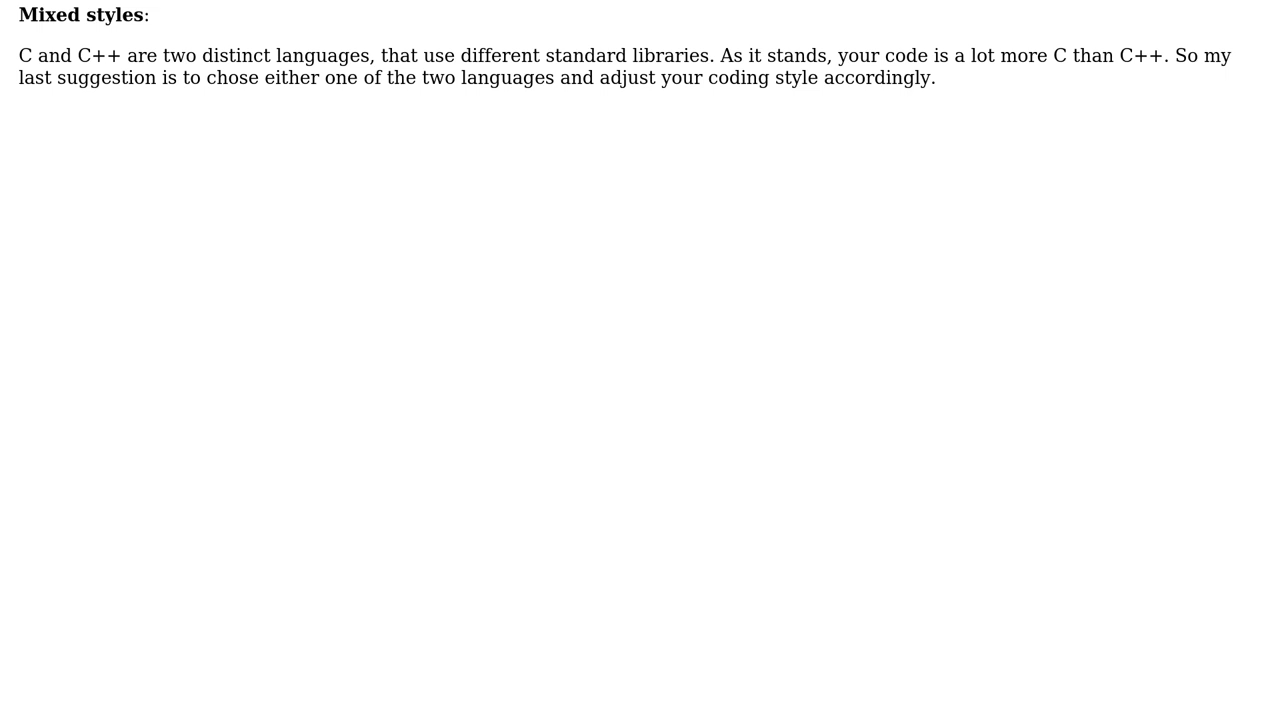 Mixed styles:
C and C++ are two distinct languages, that use different standard libraries. As it stands, your code is a lot more C than C++. So my
last suggestion is to chose either one of the two languages and adjust your coding style accordingly.